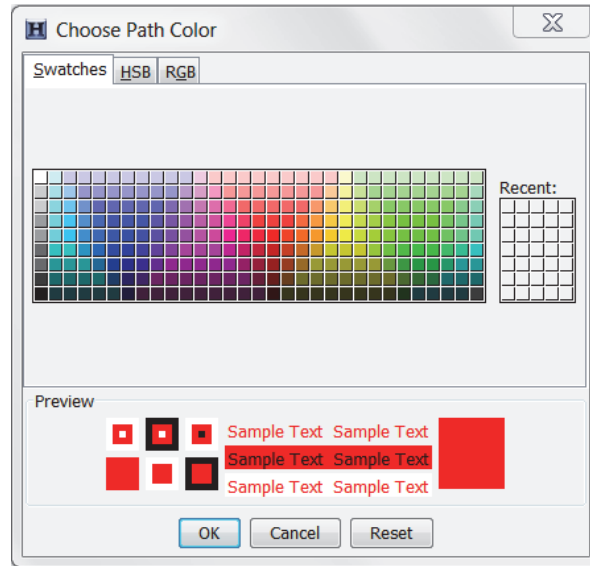 H Choose Path Color
Swatches HSB RGB
Recent:
Preview
Sample Text Sample Text
Sample Text Sample Text
Sample Text Sample Text
OK Cancel Reset